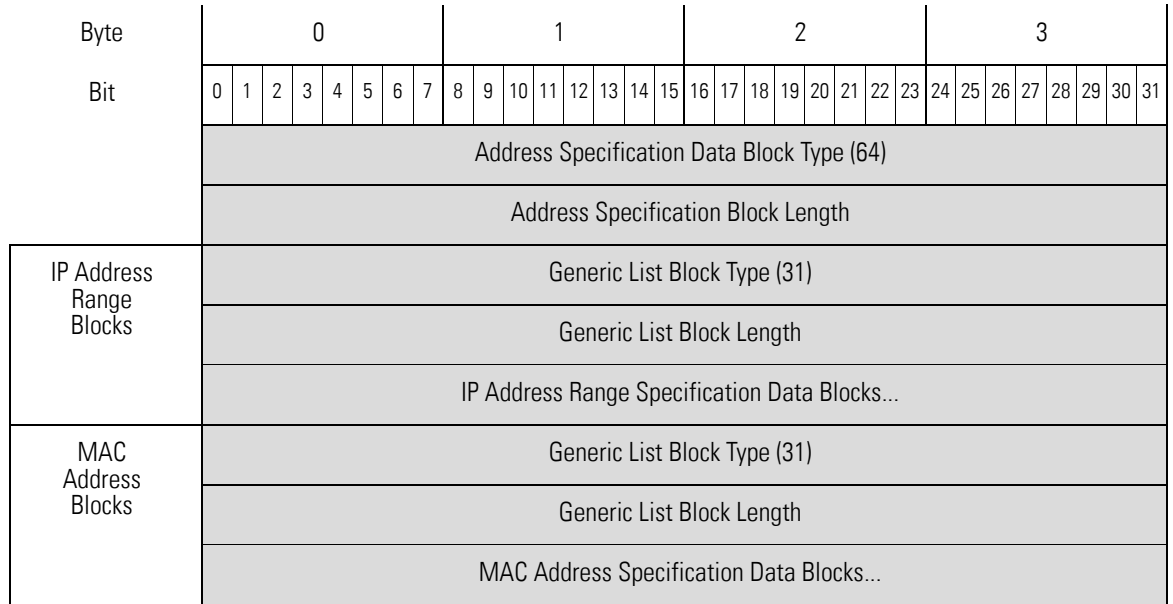 Byte 0 1 2 3
Bit 0 1 2 3 4 5 6 7 8 9 10 11 12 13 14 15 16 17 18 19 20 21 22 23 24 25 26 27 28 29 30 31
Address Specification Data Block Type (64)
Address Specification Block Length
IP Address
Range
Blocks
Generic List Block Type (31)
Generic List Block Length
IP Address Range Specification Data Blocks...
MAC
Address
Blocks
Generic List Block Type (31)
Generic List Block Length
MAC Address Specification Data Blocks...